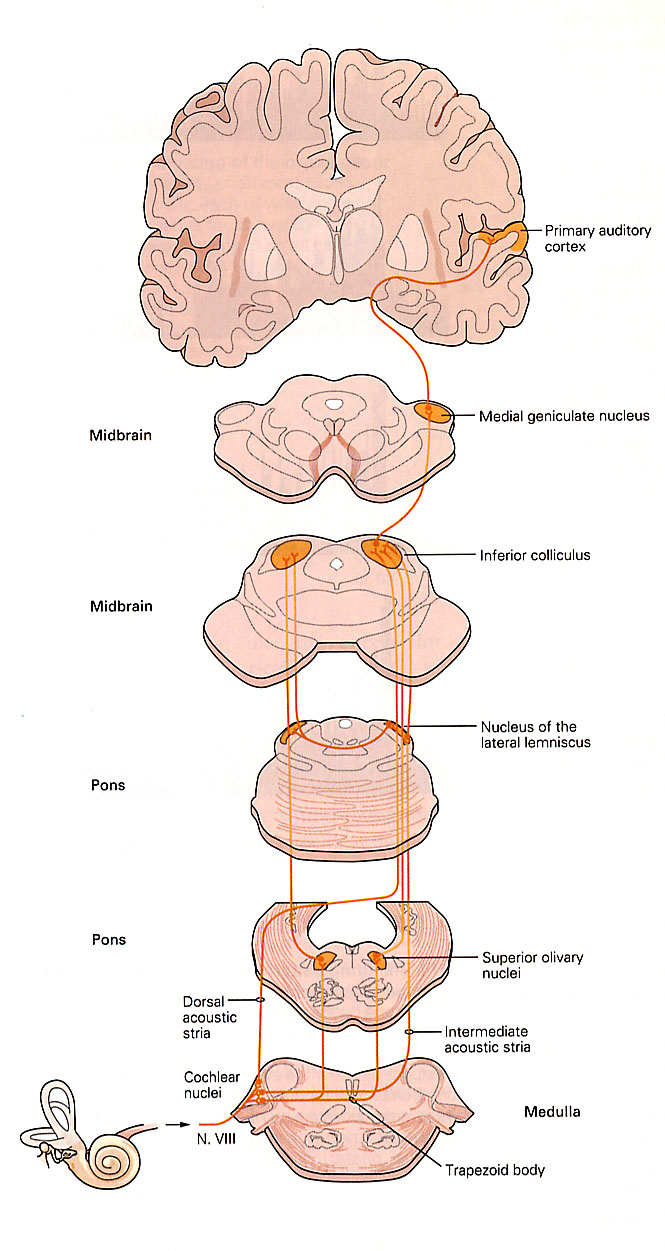 Primary auditory
cortex
Medial geniculate nucleus
Midbrain
Inferior colliculus
Midbrain
Nucleus of the
lateral lemniscus
Pons
Pons
Superior olivary
nuclei
Dorsal
acoustic
stria
Intermediate
acoustic stria
Cochlear
nuclei
Medulla
N. VIII
Trapezoid body